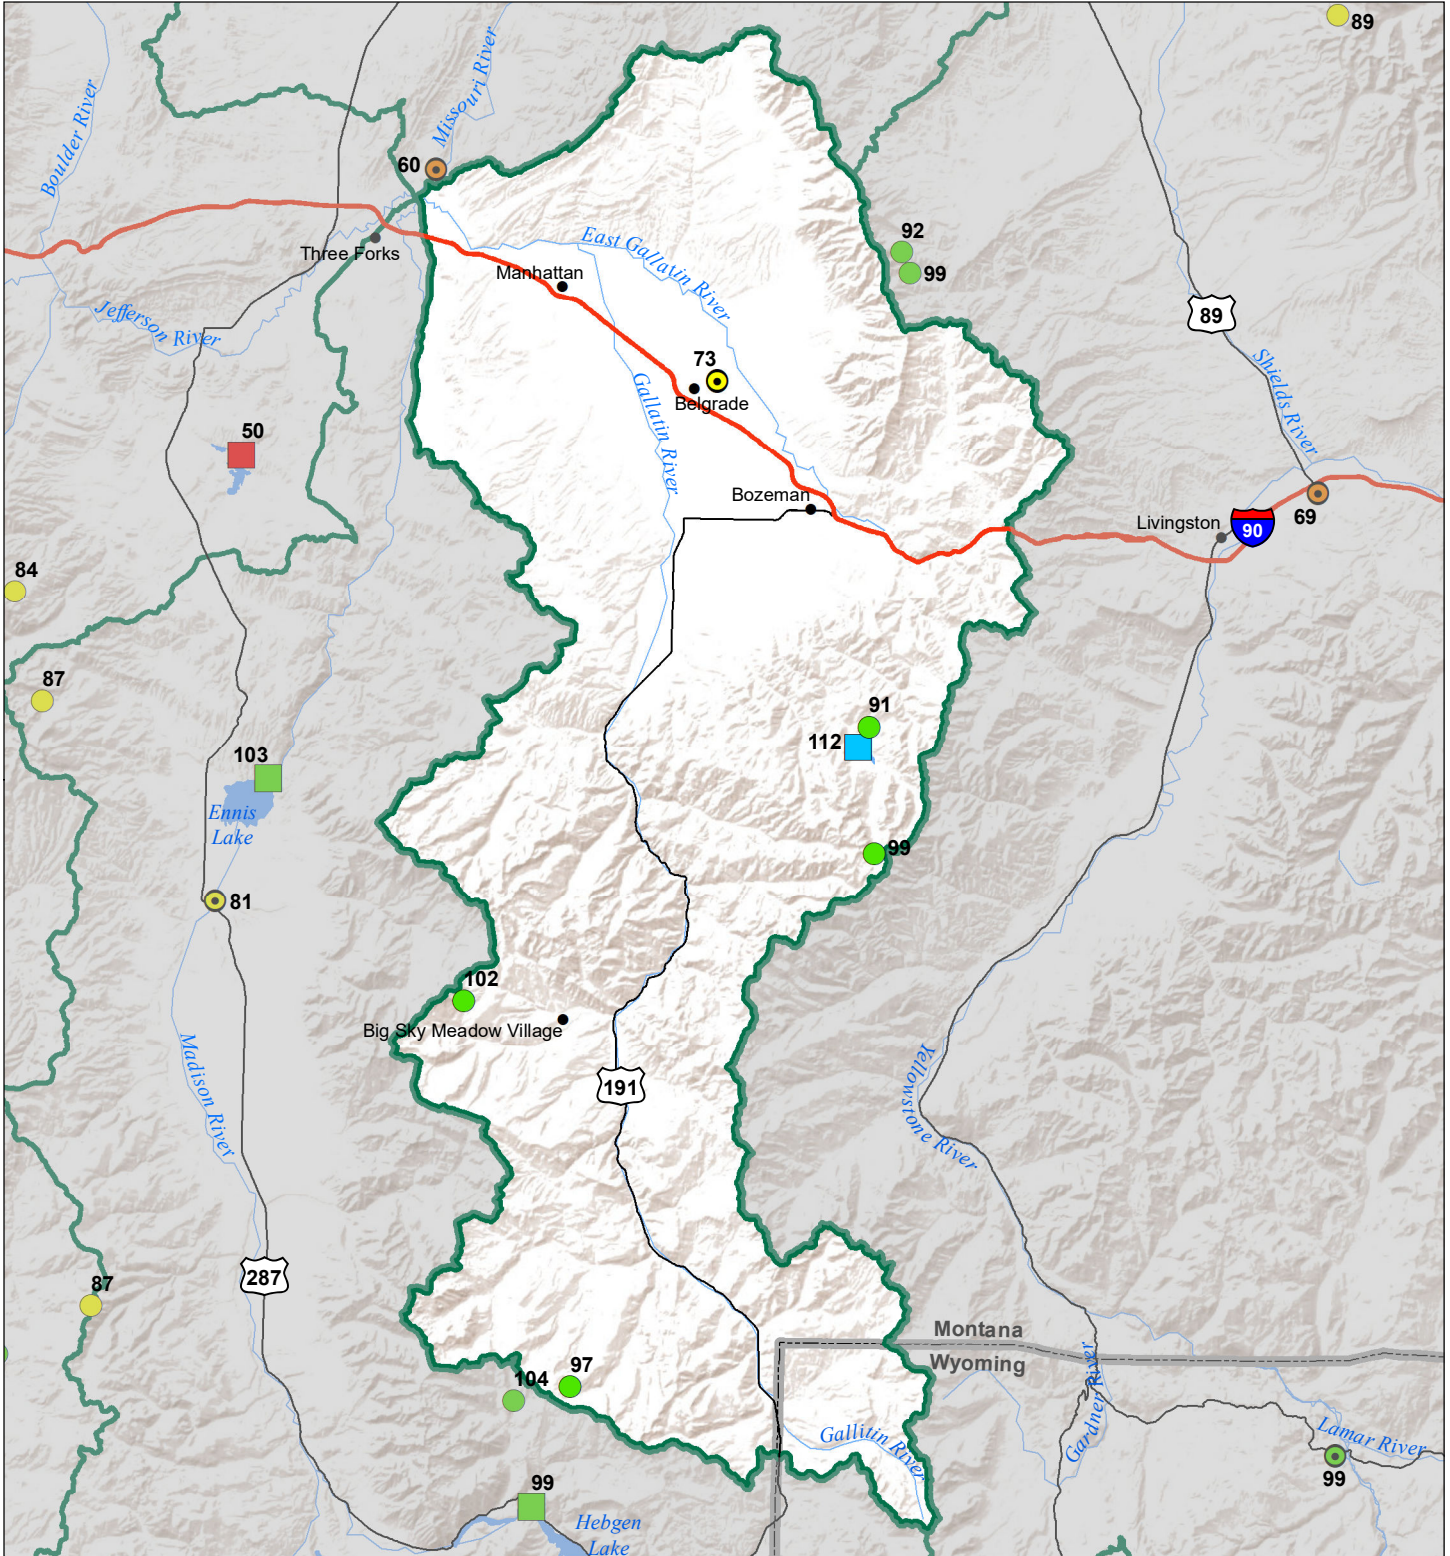 89
Missouri River
Boulder River
60
Three Forks
East Gallatin River
92
99
Manhattan
Jefferson River
89
Shields River
73
Belgrade
Gallatin River
50
Bozeman
Livingston
90
69
84
87
91
112
103
Ennis
Lake
99
81
102
Big Sky Meadow Village
Madison River
191
Yellowstone River
287
87
Montana
Wyoming
Gardner River
104
97
Gallitin River
Lamar River
99
99
Hebgen
Lake